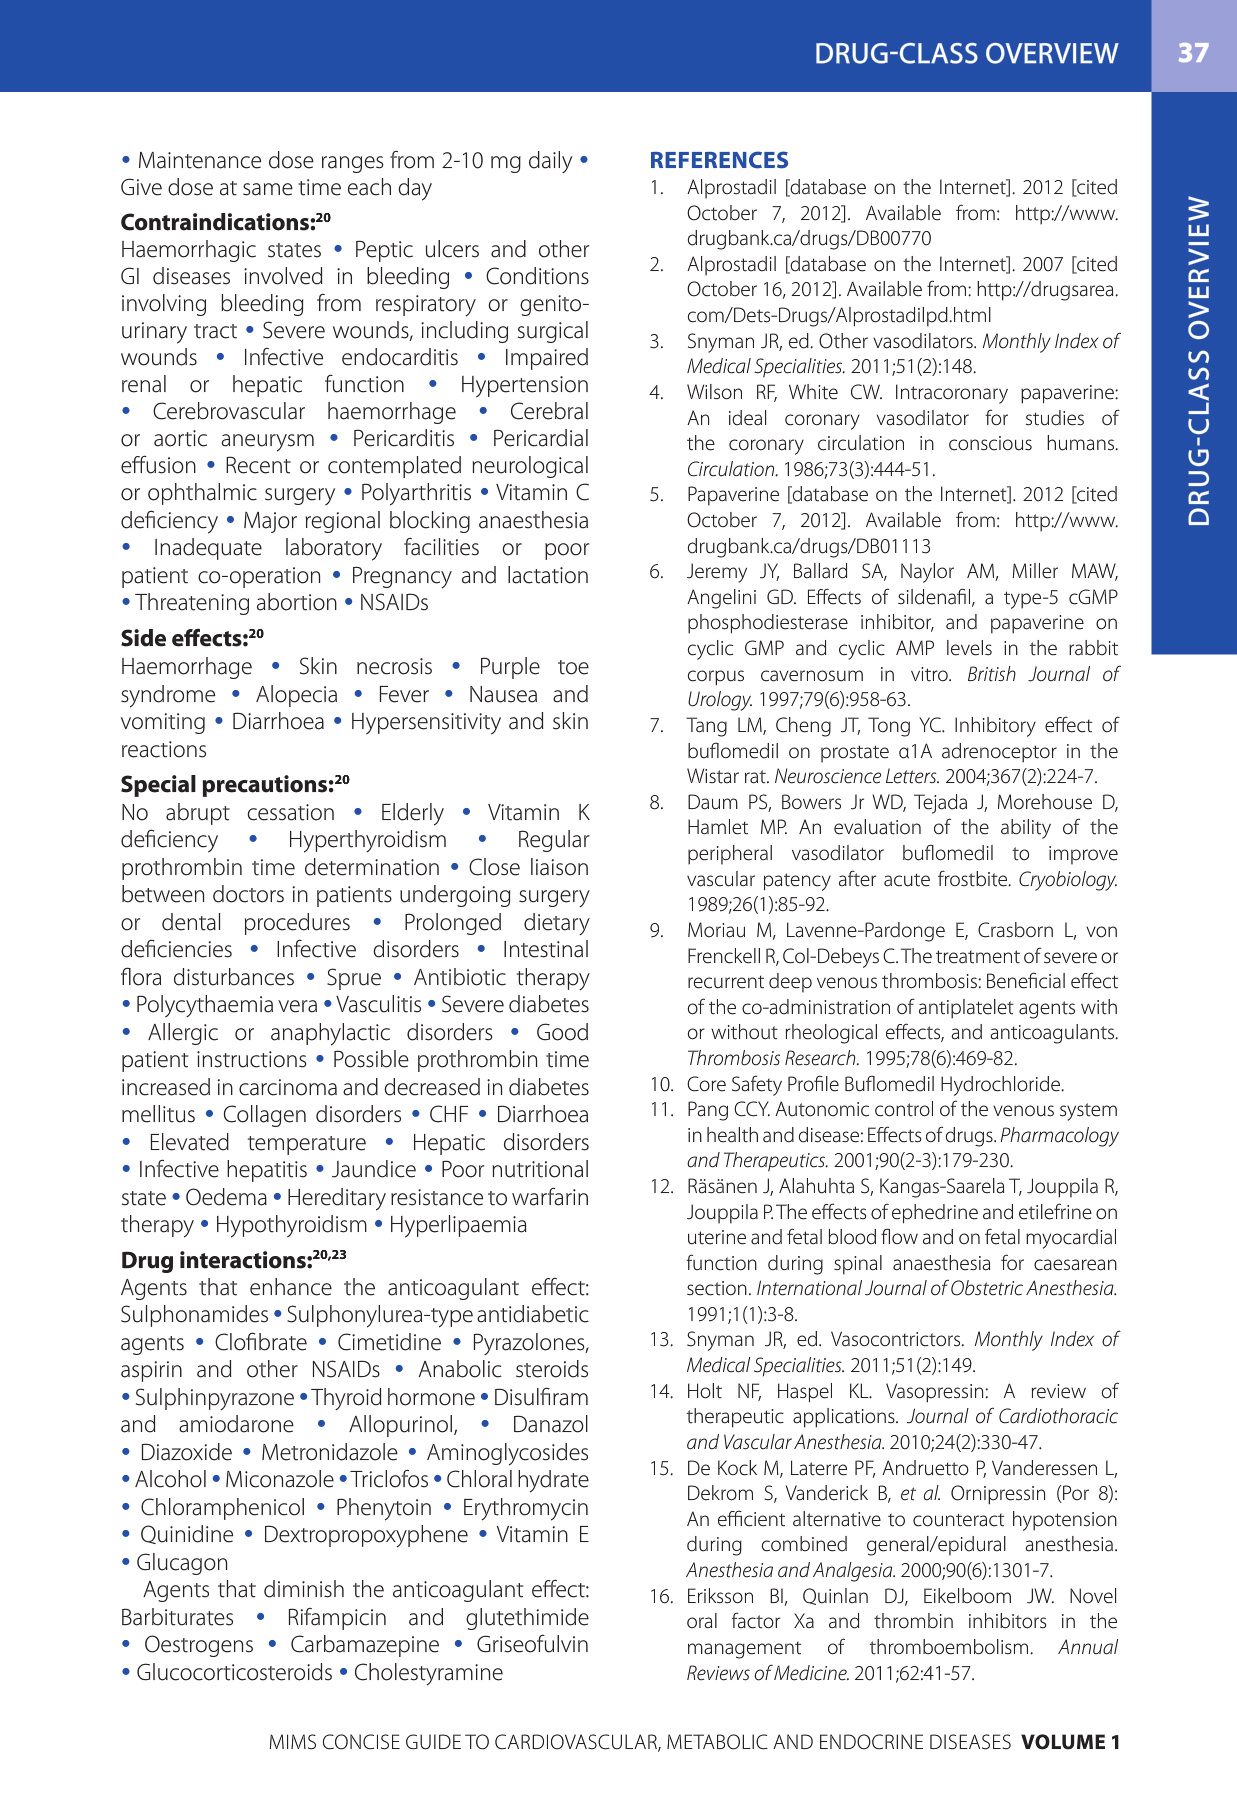 DRUG-CLASS OVERVIEW 37
• Maintenance dose ranges from 2-10 mg daily •
Give dose at same time each day
Contraindications:20
Haemorrhagic states • Peptic ulcers and other
GI diseases involved in bleeding • Conditions
involving bleeding from respiratory or genito-
urinary tract • Severe wounds, including surgical
wounds • Infective endocarditis • Impaired
renal or hepatic function • Hypertension
• Cerebrovascular haemorrhage • Cerebral
or aortic aneurysm • Pericarditis • Pericardial
effusion • Recent or contemplated neurological
or ophthalmic surgery • Polyarthritis • Vitamin C
deficiency • Major regional blocking anaesthesia
• Inadequate laboratory facilities or poor
patient co-operation • Pregnancy and lactation
• Threatening abortion • NSAIDs
Side effects:20
Haemorrhage • Skin necrosis • Purple toe
syndrome • Alopecia • Fever • Nausea and
vomiting • Diarrhoea • Hypersensitivity and skin
reactions
Special precautions:20
No abrupt cessation • Elderly • Vitamin K
deficiency • Hyperthyroidism • Regular
prothrombin time determination • Close liaison
between doctors in patients undergoing surgery
or dental procedures • Prolonged dietary
deficiencies • Infective disorders • Intestinal
flora disturbances • Sprue • Antibiotic therapy
• Polycythaemia vera • Vasculitis • Severe diabetes
• Allergic or anaphylactic disorders • Good
patient instructions • Possible prothrombin time
increased in carcinoma and decreased in diabetes
mellitus • Collagen disorders • CHF • Diarrhoea
• Elevated temperature • Hepatic disorders
• Infective hepatitis • Jaundice • Poor nutritional
state • Oedema • Hereditary resistance to warfarin
therapy • Hypothyroidism • Hyperlipaemia
Drug interactions:20,23
Agents that enhance the anticoagulant effect:
Sulphonamides • Sulphonylurea-type antidiabetic
agents • Clofibrate • Cimetidine • Pyrazolones,
aspirin and other NSAIDs • Anabolic steroids
• Sulphinpyrazone • Thyroid hormone • Disulfiram
and amiodarone • Allopurinol, • Danazol
• Diazoxide • Metronidazole • Aminoglycosides
• Alcohol • Miconazole • Triclofos • Chloral hydrate
• Chloramphenicol • Phenytoin • Erythromycin
• Quinidine • Dextropropoxyphene • Vitamin E
• Glucagon
Agents that diminish the anticoagulant effect:
Barbiturates • Rifampicin and glutethimide
• Oestrogens • Carbamazepine • Griseofulvin
• Glucocorticosteroids • Cholestyramine
REFERENCES
1. Alprostadil [database on the Internet]. 2012 [cited
October 7, 2012]. Available from: http://www.
drugbank.ca/drugs/DB00770
2. Alprostadil [database on the Internet]. 2007 [cited
October 16, 2012]. Available from: http://drugsarea.
com/Dets-Drugs/Alprostadilpd.html
3. Snyman JR, ed. Other vasodilators. Monthly Index of
Medical Specialities. 2011;51(2):148.
4. Wilson RF, White CW. Intracoronary papaverine:
An ideal coronary vasodilator for studies of
the coronary circulation in conscious humans.
Circulation. 1986;73(3):444-51.
5. Papaverine [database on the Internet]. 2012 [cited
October 7, 2012]. Available from: http://www.
drugbank.ca/drugs/DB01113
6. Jeremy JY, Ballard SA, Naylor AM, Miller MAW,
Angelini GD. Effects of sildenafil, a type-5 cGMP
phosphodiesterase inhibitor, and papaverine on
cyclic GMP and cyclic AMP levels in the rabbit
corpus cavernosum in vitro. British Journal of
Urology. 1997;79(6):958-63.
7. Tang LM, Cheng JT, Tong YC. Inhibitory effect of
buflomedil on prostate α1A adrenoceptor in the
Wistar rat. Neuroscience Letters. 2004;367(2):224-7.
8. Daum PS, Bowers Jr WD, Tejada J, Morehouse D,
Hamlet MP. An evaluation of the ability of the
peripheral vasodilator buflomedil to improve
vascular patency after acute frostbite. Cryobiology.
1989;26(1):85-92.
9. Moriau M, Lavenne-Pardonge E, Crasborn L, von
Frenckell R, Col-Debeys C. The treatment of severe or
recurrent deep venous thrombosis: Beneficial effect
of the co-administration of antiplatelet agents with
or without rheological effects, and anticoagulants.
Thrombosis Research. 1995;78(6):469-82.
10. Core Safety Profile Buflomedil Hydrochloride.
11. Pang CCY. Autonomic control of the venous system
in health and disease: Effects of drugs. Pharmacology
and Therapeutics. 2001;90(2-3):179-230.
12. Räsänen J, Alahuhta S, Kangas-Saarela T, Jouppila R,
Jouppila P. The effects of ephedrine and etilefrine on
uterine and fetal blood flow and on fetal myocardial
function during spinal anaesthesia for caesarean
section. International Journal of Obstetric Anesthesia.
1991;1(1):3-8.
13. Snyman JR, ed. Vasocontrictors. Monthly Index of
Medical Specialities. 2011;51(2):149.
14. Holt NF, Haspel KL. Vasopressin: A review of
therapeutic applications. Journal of Cardiothoracic
and Vascular Anesthesia. 2010;24(2):330-47.
15. De Kock M, Laterre PF, Andruetto P, Vanderessen L,
Dekrom S, Vanderick B, et al. Ornipressin (Por 8):
An efficient alternative to counteract hypotension
during combined general/epidural anesthesia.
Anesthesia and Analgesia. 2000;90(6):1301-7.
16. Eriksson BI, Quinlan DJ, Eikelboom JW. Novel
oral factor Xa and thrombin inhibitors in the
management of thromboembolism. Annual
Reviews of Medicine. 2011;62:41-57.
DRUG-CLASS OVERVIEW
MIMS CONCISE GUIDE TO CARDIOVASCULAR, METABOLIC AND ENDOCRINE DISEASES VOLUME 1